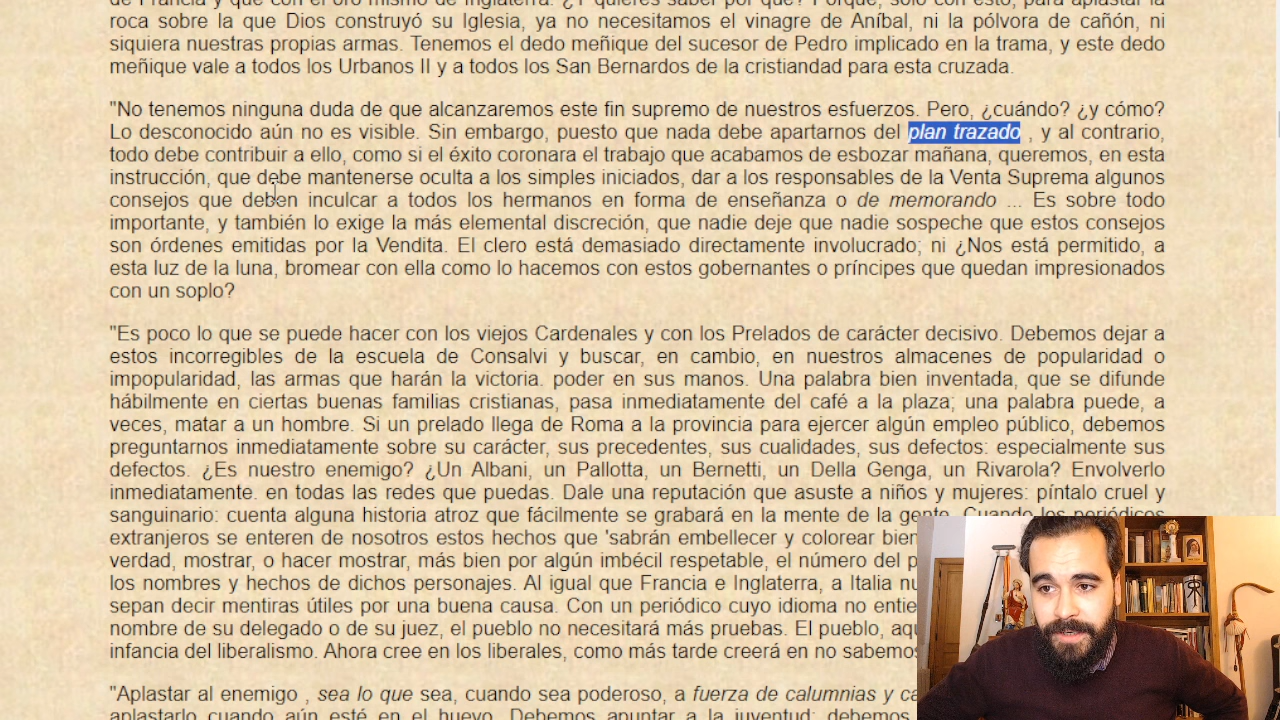 de Francia y que con el oro mismo de Inglaterra. ¿Y quieres saber por qué? Porque, sólo con esto, para aplastar la
roca sobre la que Dios construyó su Iglesia, ya no necesitamos el vinagre de Aníbal, ni la pólvora de cañón, ni
siquiera nuestras propias armas. Tenemos el dedo meñique del sucesor de Pedro implicado en la trama, y este dedo
meñique vale a todos los Urbanos II y a todos los San Bernardos de la cristiandad para esta cruzada.
"No tenemos ninguna duda de que alcanzaremos este fin supremo de nuestros esfuerzos. Pero, ¿cuándo? ¿y cómo?
Lo desconocido aún no es visible. Sin embargo, puesto que nada debe apartarnos del plan trazado , y al contrario,
todo debe contribuir a ello, como si el éxito coronara el trabajo que acabamos de esbozar mañana, queremos, en esta
instrucción, que debe mantenerse oculta a los simples iniciados, dar a los responsables de la Venta Suprema algunos
consejos que deben inculcar a todos los hermanos en forma de enseñanza o de memorando ... Es sobre todo
importante, y también lo exige la más elemental discreción, que nadie deje que nadie sospeche que estos consejos
son órdenes emitidas por la Vendita. El clero está demasiado directamente involucrado; ni ¿Nos está permitido, a
esta luz de la luna, bromear con ella como lo hacemos con estos gobernantes o príncipes que quedan impresionados
con un soplo?
"Es poco lo que se puede hacer con los viejos Cardenales y con los Prelados de carácter decisivo. Debemos dejar a
estos incorregibles de la escuela de Consalvi y buscar, en cambio, en nuestros almacenes de popularidad o
impopularidad, las armas que harán la victoria. poder en sus manos. Una palabra bien inventada, que se difunde
hábilmente en ciertas buenas familias cristianas, pasa inmediatamente del café a la plaza; una palabra puede, a
veces, matar a un hombre. Si un prelado llega de Roma a la provincia para ejercer algún empleo público, debemos
preguntarnos inmediatamente sobre su carácter, sus precedentes, sus cualidades, sus defectos: especialmente sus
defectos. ¿Es nuestro enemigo? ¿Un Albani, un Pallotta, un Bernetti, un Della Genga, un Rivarola? Envolverlo
inmediatamente. en todas las redes que puedas. Dale una reputación que asuste a niños y mujeres: píntalo cruel y
sanguinario: cuenta alguna historia atroz que fácilmente se grabará en la mente de la gente. Cuando los periódicos
extranjeros se enteren de nosotros estos hechos que 'sabrán embellecer y colorear bien
verdad, mostrar, o hacer mostrar, más bien por algún imbécil respetable, el número del
los nombres y hechos de dichos personajes. Al igual que Francia e Inglaterra, a Italia
sepan decir mentiras útiles por una buena causa. Con un periódico cuyo idioma no
nombre de su delegado o de su juez, el pueblo no necesitará más pruebas. El pueblo,
infancia del liberalismo. Ahora cree en los liberales, como más tarde creerá en no sabemos
"Aplastar al enemigo , sea lo que sea, cuando sea poderoso, a fuerza de calumnias y
aplastarlo cuando aún esté en el huevo. Debemos apuntar a la juventud; debemos